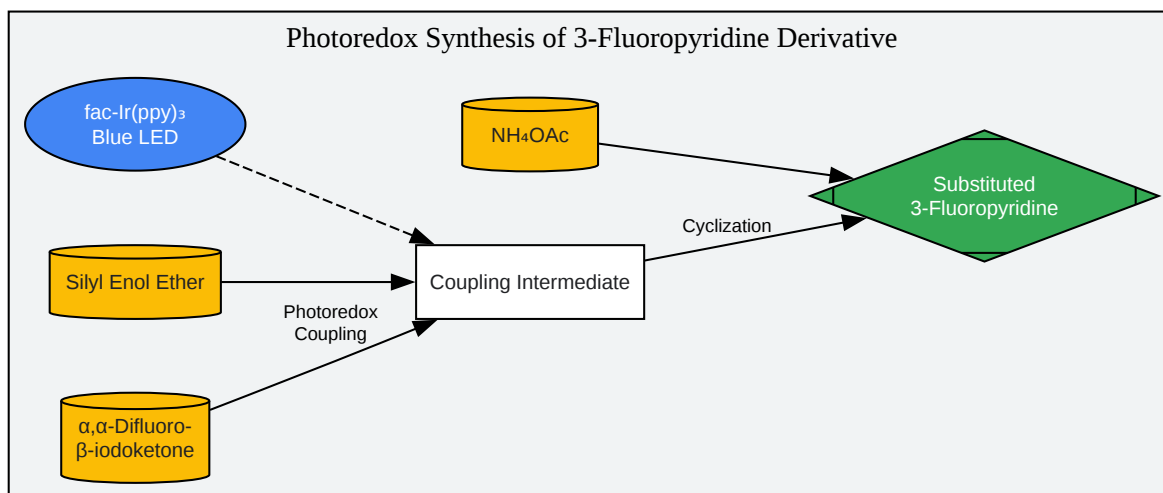 Photoredox Synthesis of 3-Fluoropyridine Derivative
fac-Ir(ppy)₃
Blue LED
NH₄OAc
Substituted
3-Fluoropyridine
Cyclization
Silyl Enol Ether
Coupling Intermediate
Photoredox
Coupling
α,α-Difluoro-
β-iodoketone